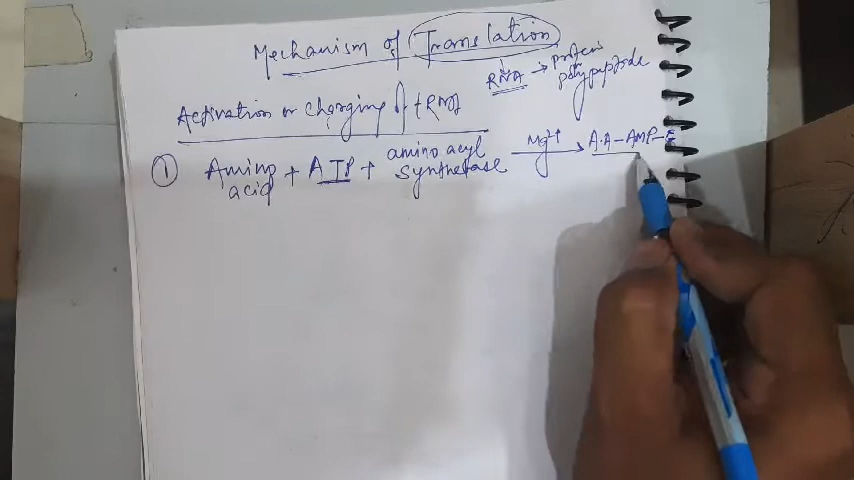 Mechanism of Translation
RNA → Protein
or
polypeptide
Activation or Charging of tRNA
① Amino acid + ATP + amino acyl synthetase Mg²⁺ → A.A-AMP-E